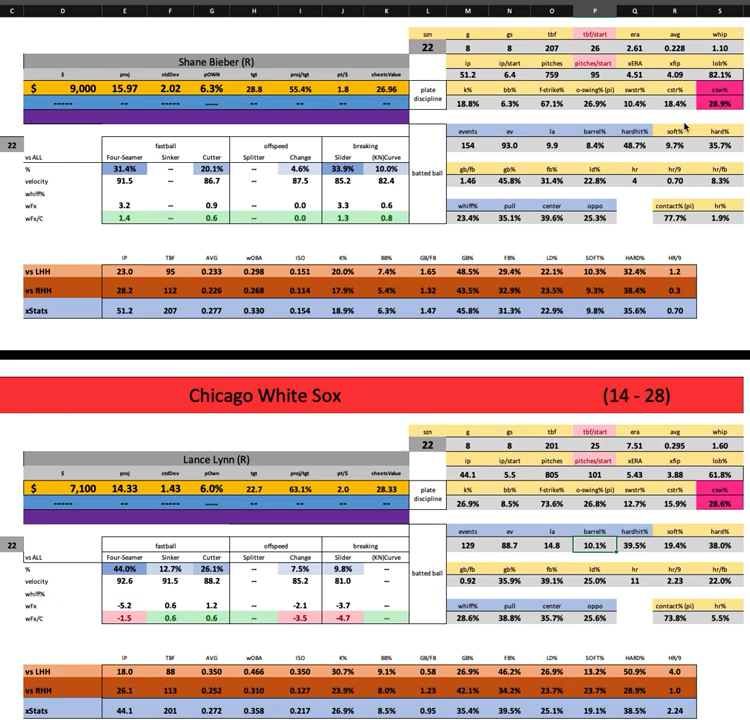 C D E F G H I J K L M N O P Q R S
szn g gs tbf tbf/start era avg whip
22 8 8 207 26 2.61 0.228 1.10
Shane Bieber (R) ip ip/start pitches pitches/start xERA xfip lob%
$ proj stdDev pOWN tgt proj/tgt pt/$ sheetsValue 51.2 6.4 759 95 4.51 4.09 82.1%
$ 9,000 15.97 2.02 6.3% 28.8 55.4% 1.8 26.96 plate discipline k% bb% f-strike% o-swing% (pi) swstr% cstr% csw%
----- -- -- ---- -- -- -- -- 18.8% 6.3% 67.1% 26.9% 10.4% 18.4% 28.9%
events ev la barrel% hardhit% soft% hard%
22 fastball offspeed breaking 154 93.0 9.9 8.4% 48.7% 9.7% 35.7%
vs ALL Four-Seamer Sinker Cutter Splitter Change Slider (KN)Curve
% 31.4% -- 20.1% -- 4.6% 33.9% 10.0% batted ball gb/fb gb% fb% ld% hr hr/9 hr/fb
velocity 91.5 -- 86.7 -- 87.5 85.2 82.4 1.46 45.8% 31.4% 22.8% 4 0.70 8.3%
whiff%
wFx 3.2 -- 0.9 -- 0.0 3.3 0.6 whiff% pull center oppo contact% (pi) hr%
wFx/C 1.4 -- 0.6 -- 0.0 1.3 0.8 23.4% 35.1% 39.6% 25.3% 77.7% 1.9%
IP TBF AVG wOBA ISO K% BB% GB/FB GB% FB% LD% SOFT% HARD% HR/9
vs LHH 23.0 95 0.233 0.298 0.151 20.0% 7.4% 1.65 48.5% 29.4% 22.1% 10.3% 32.4% 1.2
vs RHH 28.2 112 0.226 0.268 0.114 17.9% 5.4% 1.32 43.5% 32.9% 23.5% 9.3% 38.4% 0.3
xStats 51.2 207 0.277 0.330 0.154 18.9% 6.3% 1.47 45.8% 31.3% 22.9% 9.8% 35.6% 0.70
Chicago White Sox (14 - 28)
szn g gs tbf tbf/start era avg whip
22 8 8 201 25 7.51 0.295 1.60
Lance Lynn (R) ip ip/start pitches pitches/start xERA xfip lob%
$ proj stdDev pOwn tgt proj/tgt pt/$ sheetsValue 44.1 5.5 805 101 5.43 3.88 61.8%
$ 7,100 14.33 1.43 6.0% 22.7 63.1% 2.0 28.33 plate discipline k% bb% f-strike% o-swing% (pi) swstr% cstr% csw%
----- -- -- ---- -- -- -- -- 26.9% 8.5% 73.6% 26.8% 12.7% 15.9% 28.6%
events ev la barrel% hardhit% soft% hard%
22 fastball offspeed breaking 129 88.7 14.8 10.1% 39.5% 19.4% 38.0%
vs ALL Four-Seamer Sinker Cutter Splitter Change Slider (KN)Curve
% 44.0% 12.7% 26.1% -- 7.5% 9.8% -- batted ball gb/fb gb% fb% ld% hr hr/9 hr/fb
velocity 92.6 91.5 88.2 -- 85.2 81.0 -- 0.92 35.9% 39.1% 25.0% 11 2.23 22.0%
whiff%
wFx -5.2 0.6 1.2 -- -2.1 -3.7 -- whiff% pull center oppo contact% (pi) hr%
wFx/C -1.5 0.6 0.6 -- -3.5 -4.7 -- 28.6% 38.8% 35.7% 25.6% 73.8% 5.5%
IP TBF AVG wOBA ISO K% BB% GB/FB GB% FB% LD% SOFT% HARD% HR/9
vs LHH 18.0 88 0.350 0.466 0.350 30.7% 9.1% 0.58 26.9% 46.2% 26.9% 13.2% 50.9% 4.0
vs RHH 26.1 113 0.252 0.310 0.127 23.9% 8.0% 1.23 42.1% 34.2% 23.7% 23.7% 28.9% 1.0
xStats 44.1 201 0.272 0.358 0.217 26.9% 8.5% 0.95 35.4% 39.5% 25.1% 19.1% 38.5% 2.24